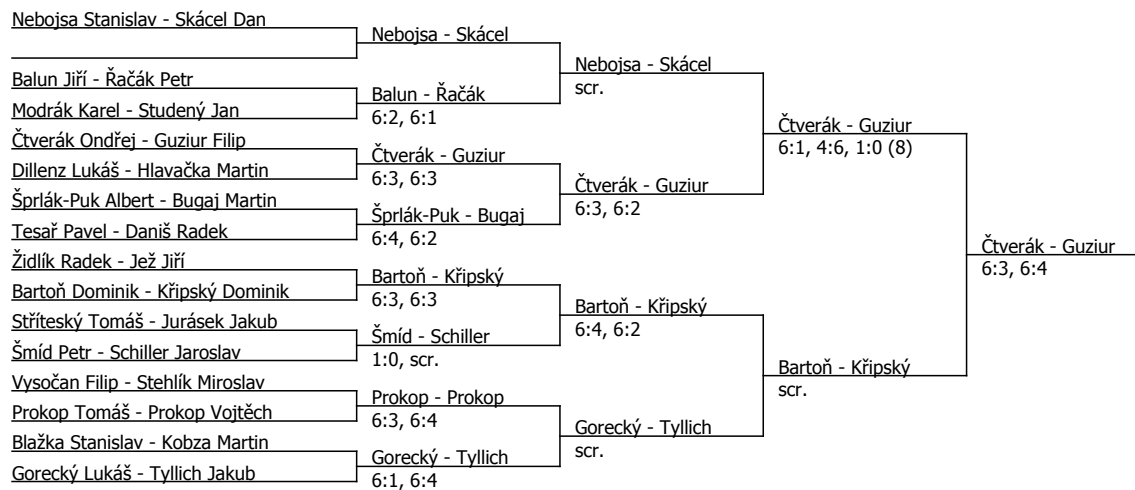 Nebojsa Stanislav - Skácel Dan
Balun Jiří - Řačák Petr
Modrák Karel - Studený Jan
Čtverák Ondřej - Guziur Filip
Dillenz Lukáš - Hlavačka Martin
Šprlák-Puk Albert - Bugaj Martin
Tesař Pavel - Daniš Radek
Židlík Radek - Jež Jiří
Bartoň Dominik - Křipský Dominik
Stříteský Tomáš - Jurásek Jakub
Šmíd Petr - Schiller Jaroslav
Vysočan Filip - Stehlík Miroslav
Prokop Tomáš - Prokop Vojtěch
Blažka Stanislav - Kobza Martin
Gorecký Lukáš - Tyllich Jakub
Nebojsa - Skácel
Balun - Řačák
6:2, 6:1
Čtverák - Guziur
6:3, 6:3
Šprlák-Puk - Bugaj
6:4, 6:2
Bartoň - Křipský
6:3, 6:3
Šmíd - Schiller
1:0, scr.
Prokop - Prokop
6:3, 6:4
Gorecký - Tyllich
6:1, 6:4
Nebojsa - Skácel
scr.
Čtverák - Guziur
6:3, 6:2
Bartoň - Křipský
6:4, 6:2
Gorecký - Tyllich
scr.
Čtverák - Guziur
6:1, 4:6, 1:0 (8)
Bartoň - Křipský
scr.
Čtverák - Guziur
6:3, 6:4